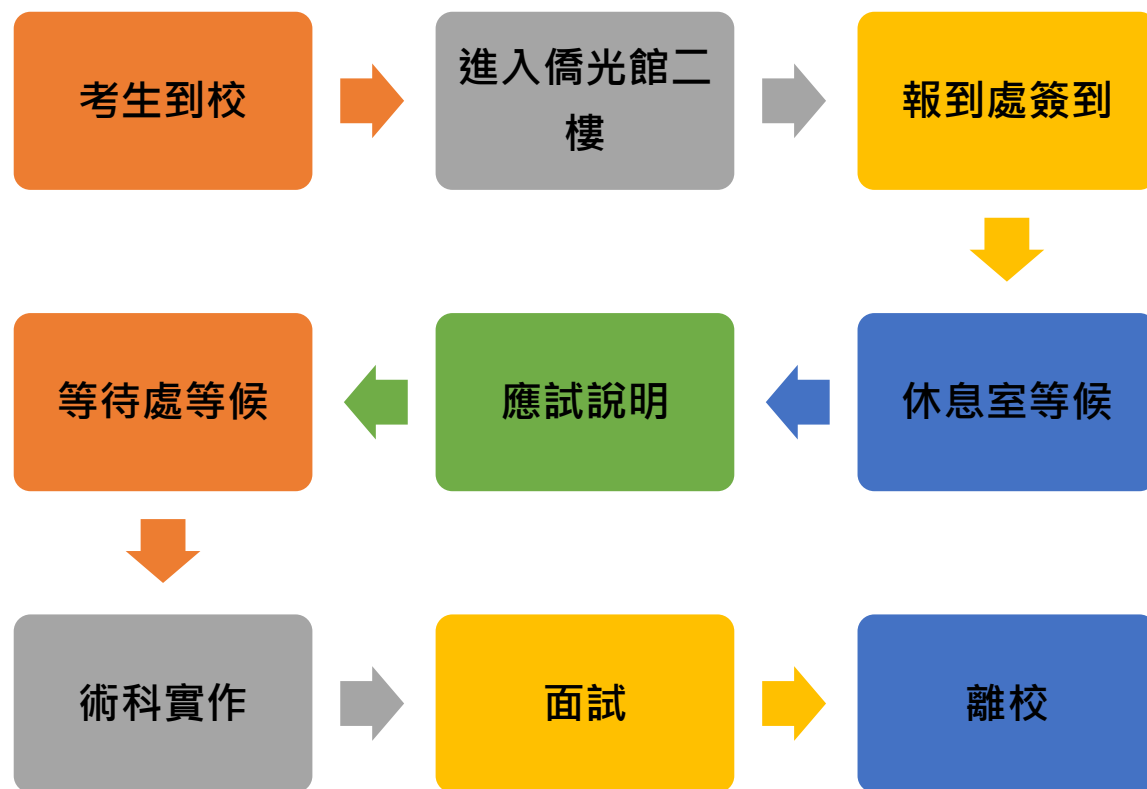 考生到校
進入僑光館二
樓
報到處簽到
休息室等候
應試說明
等待處等候
術科實作
面試
離校